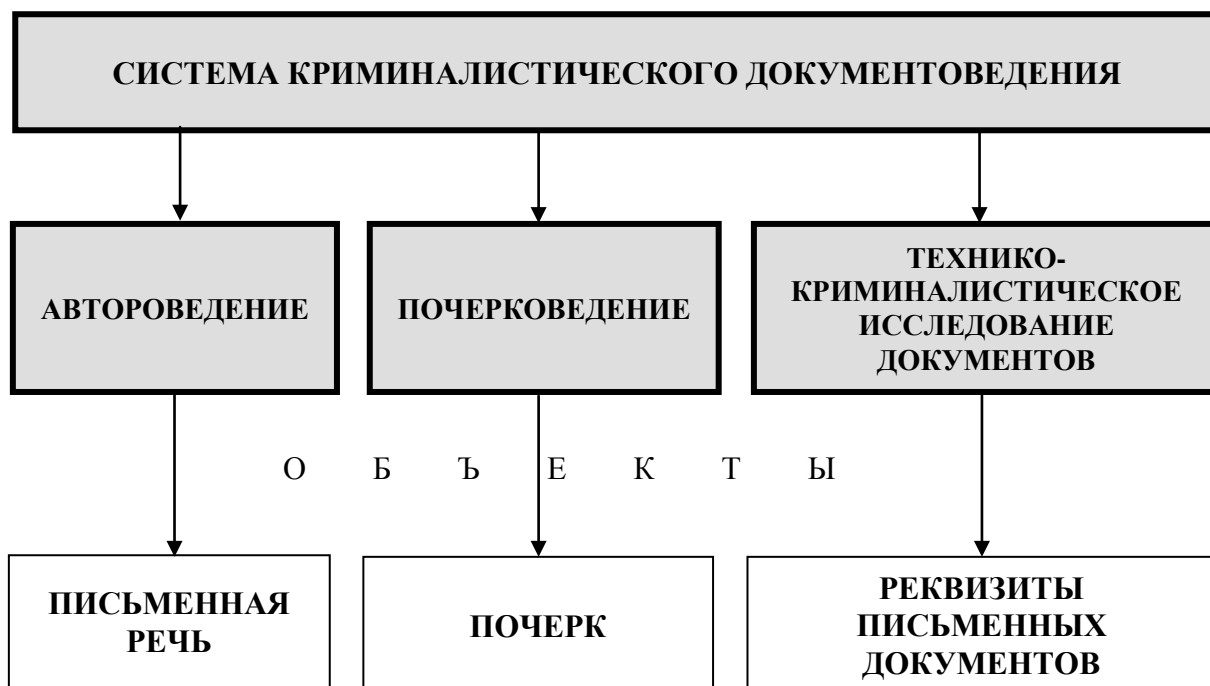 СИСТЕМА КРИМИНАЛИСТИЧЕСКОГО ДОКУМЕНТОВЕДЕНИЯ
АВТОРОВЕДЕНИЕ
ПОЧЕРКОВЕДЕНИЕ
ТЕХНИКО-
КРИМИНАЛИСТИЧЕСКОЕ
ИССЛЕДОВАНИЕ
ДОКУМЕНТОВ
О Б Ъ Е К Т Ы
ПИСЬМЕННАЯ
РЕЧЬ
ПОЧЕРК
РЕКВИЗИТЫ
ПИСЬМЕННЫХ
ДОКУМЕНТОВ